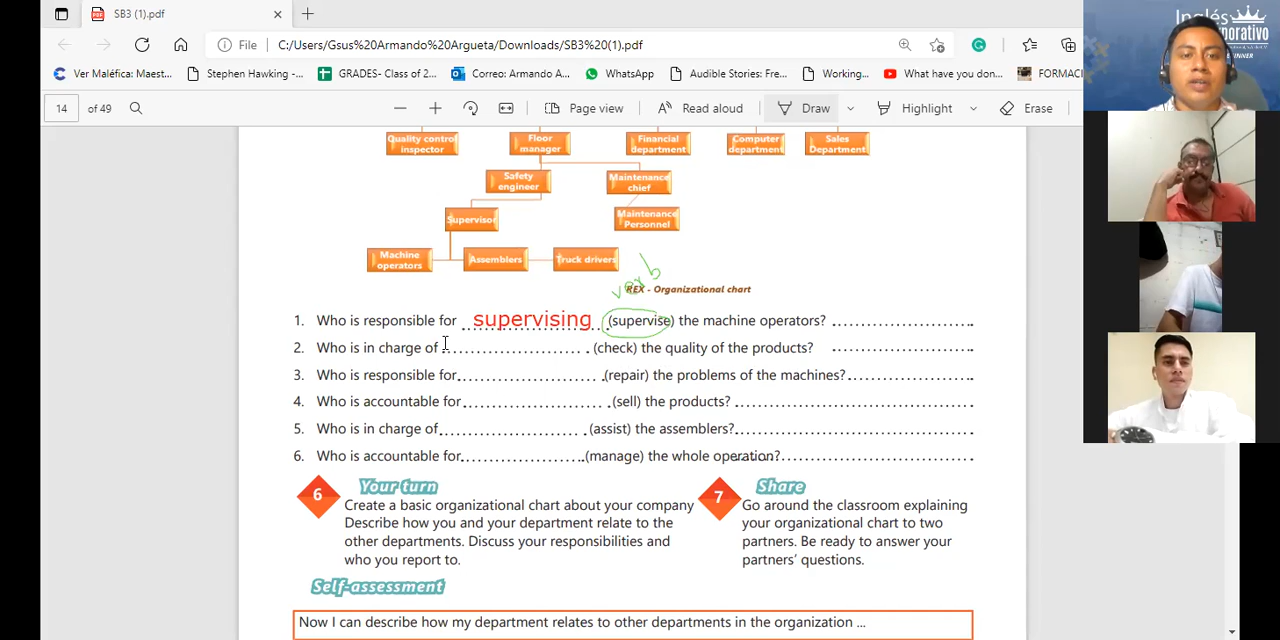 SB3 (1).pdf
File C:/Users/Gsus%20Armando%20Argueta/Downloads/SB3%20(1).pdf
Ver Maléfica: Maest... Stephen Hawking -... GRADES- Class of 2... Correo: Armando A... WhatsApp Audible Stories: Fre... Working... What have you don... FORMACI
14 of 49 Page view Read aloud Draw Highlight Erase
Inglés
rporativo
INNER
Quality control inspector
Floor manager
Financial department
Computer department
Sales Department
Safety engineer
Maintenance chief
Supervisor
Maintenance Personnel
Machine operators
Assemblers
Truck drivers
verb
REX - Organizational chart
1. Who is responsible for supervising (supervise) the machine operators? ..............................
2. Who is in charge of .............................. (check) the quality of the products? ..............................
3. Who is responsible for.............................. (repair) the problems of the machines?..............................
4. Who is accountable for.............................. (sell) the products? ..............................
5. Who is in charge of.............................. (assist) the assemblers?..............................
6. Who is accountable for..............................(manage) the whole operation?..............................
6 Your turn
Create a basic organizational chart about your company
Describe how you and your department relate to the
other departments. Discuss your responsibilities and
who you report to.
7 Share
Go around the classroom explaining
your organizational chart to two
partners. Be ready to answer your
partners’ questions.
Self-assessment
Now I can describe how my department relates to other departments in the organization ...